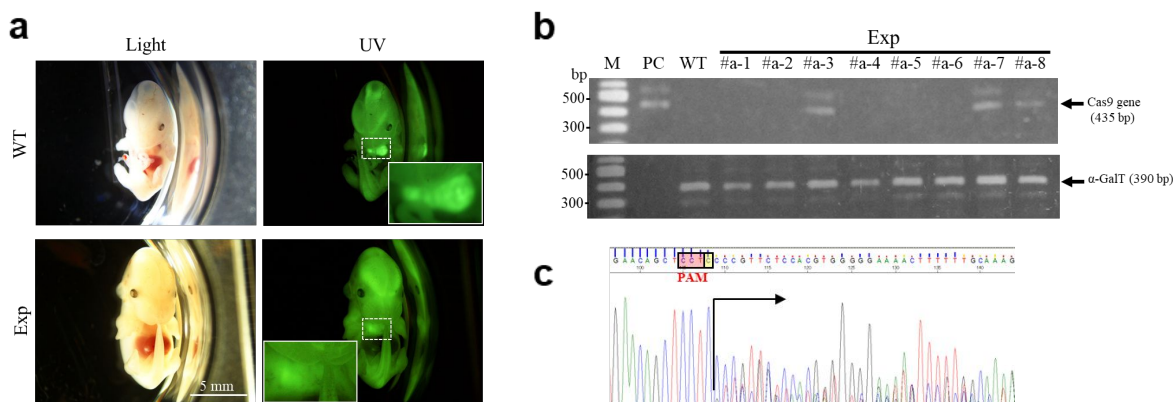 a
Light UV
WT
Exp
5 mm
b
Exp
M PC WT #a-1 #a-2 #a-3 #a-4 #a-5 #a-6 #a-7 #a-8
bp
500
300
Cas9 gene
(435 bp)
500
300
α-GalT (390 bp)
c
PAM